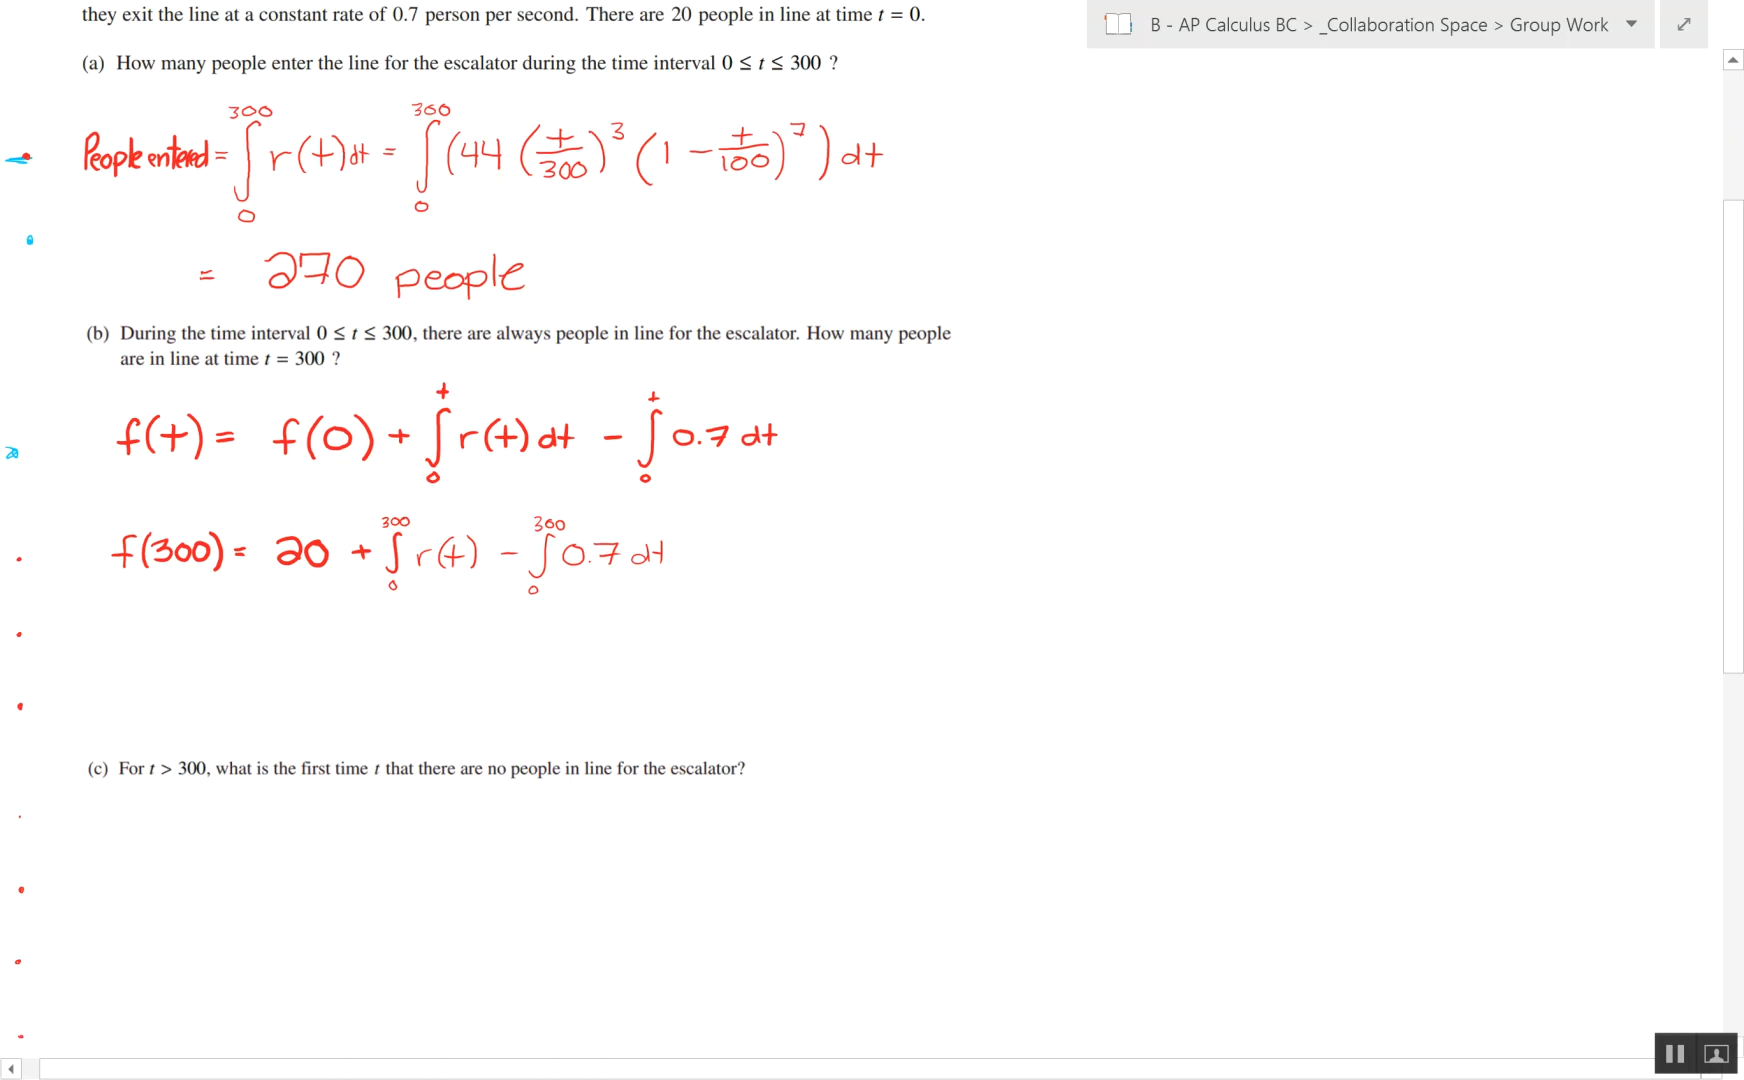 they exit the line at a constant rate of 0.7 person per second. There are 20 people in line at time t = 0.
B - AP Calculus BC > _Collaboration Space > Group Work
(a) How many people enter the line for the escalator during the time interval 0 ≤ t ≤ 300 ?
People entered = ∫₀³⁰⁰ r(t) dt = ∫₀³⁰⁰ (44 (t/300)³ (1 - t/100)⁷) dt
= 270 people
(b) During the time interval 0 ≤ t ≤ 300, there are always people in line for the escalator. How many people
are in line at time t = 300 ?
f(t) = f(0) + ∫₀ᵗ r(t) dt - ∫₀ᵗ 0.7 dt
f(300) = 20 + ∫₀³⁰⁰ r(t) - ∫₀³⁰⁰ 0.7 dt
(c) For t > 300, what is the first time t that there are no people in line for the escalator?